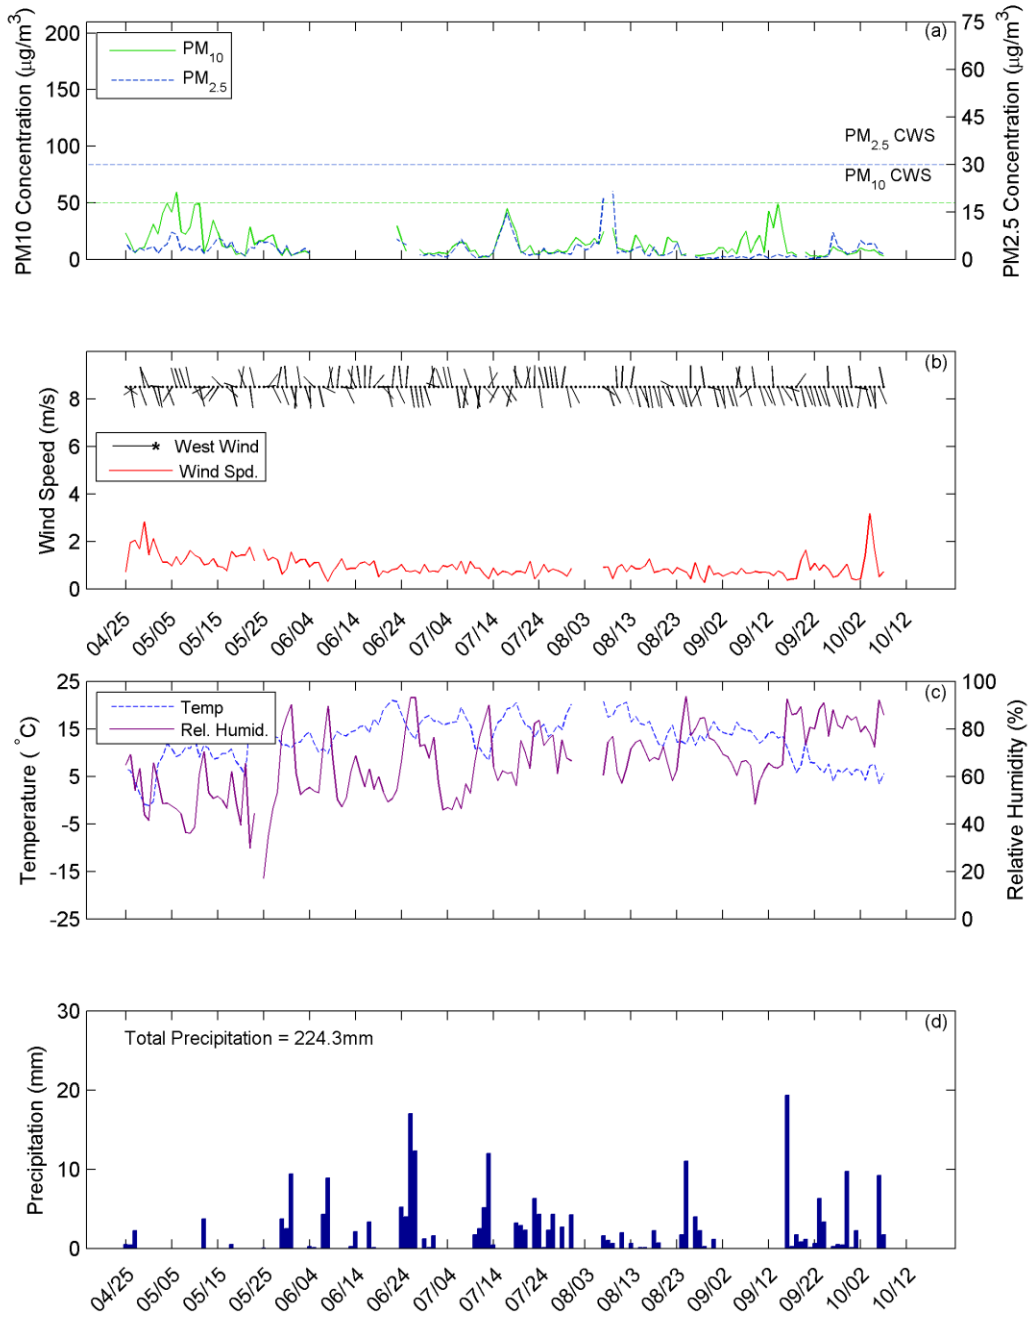 (a)
PM10 Concentration (µg/m³)
200
150
100
50
0
PM₁₀
PM₂.₅
PM₂.₅ CWS
PM₁₀ CWS
75
60
45
30
15
0
PM2.5 Concentration (µg/m³)
(b)
Wind Speed (m/s)
8
6
4
2
0
West Wind
Wind Spd.
04/25 05/05 05/15 05/25 06/04 06/14 06/24 07/04 07/14 07/24 08/03 08/13 08/23 09/02 09/12 09/22 10/02 10/12
(c)
Temperature (°C)
25
15
5
-5
-15
-25
Temp
Rel. Humid.
100
80
60
40
20
0
Relative Humidity (%)
(d)
Precipitation (mm)
30
20
10
0
Total Precipitation = 224.3mm
04/25 05/05 05/15 05/25 06/04 06/14 06/24 07/04 07/14 07/24 08/03 08/13 08/23 09/02 09/12 09/22 10/02 10/12